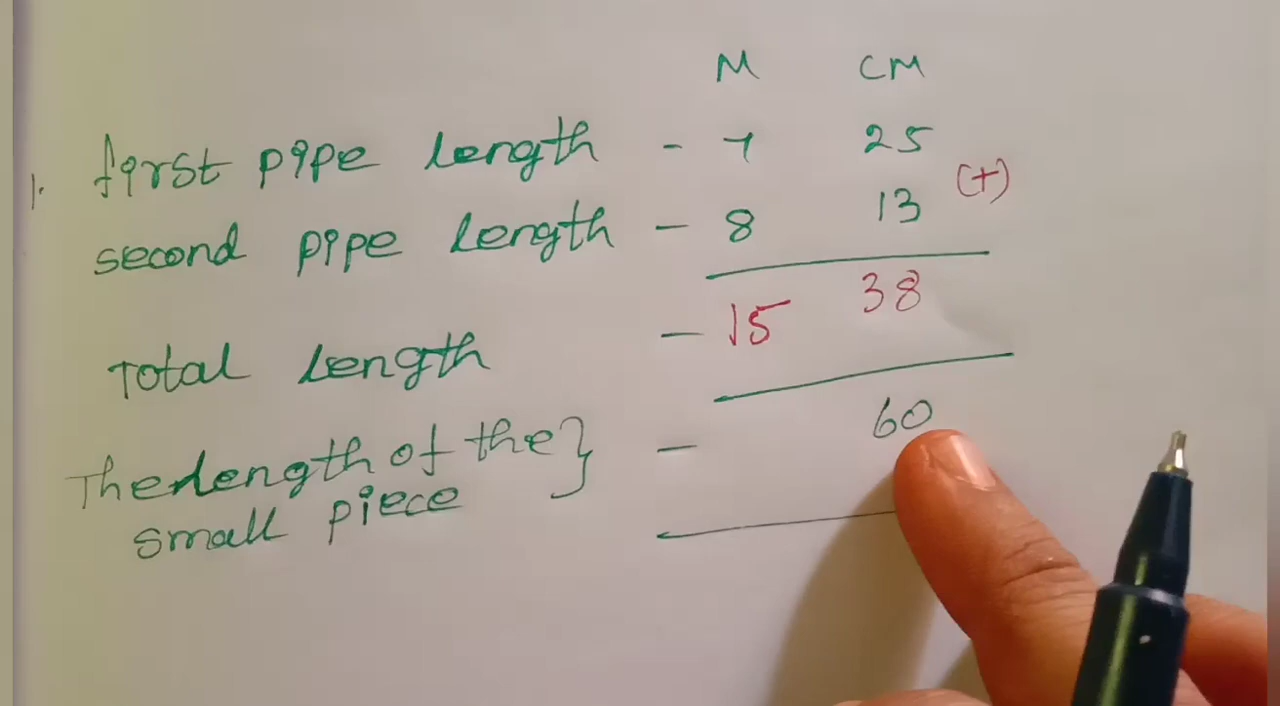 M CM
1. first pipe length - 7 25
(+)
second pipe length - 8 13
Total length - 15 38
The length of the } - 60
small piece